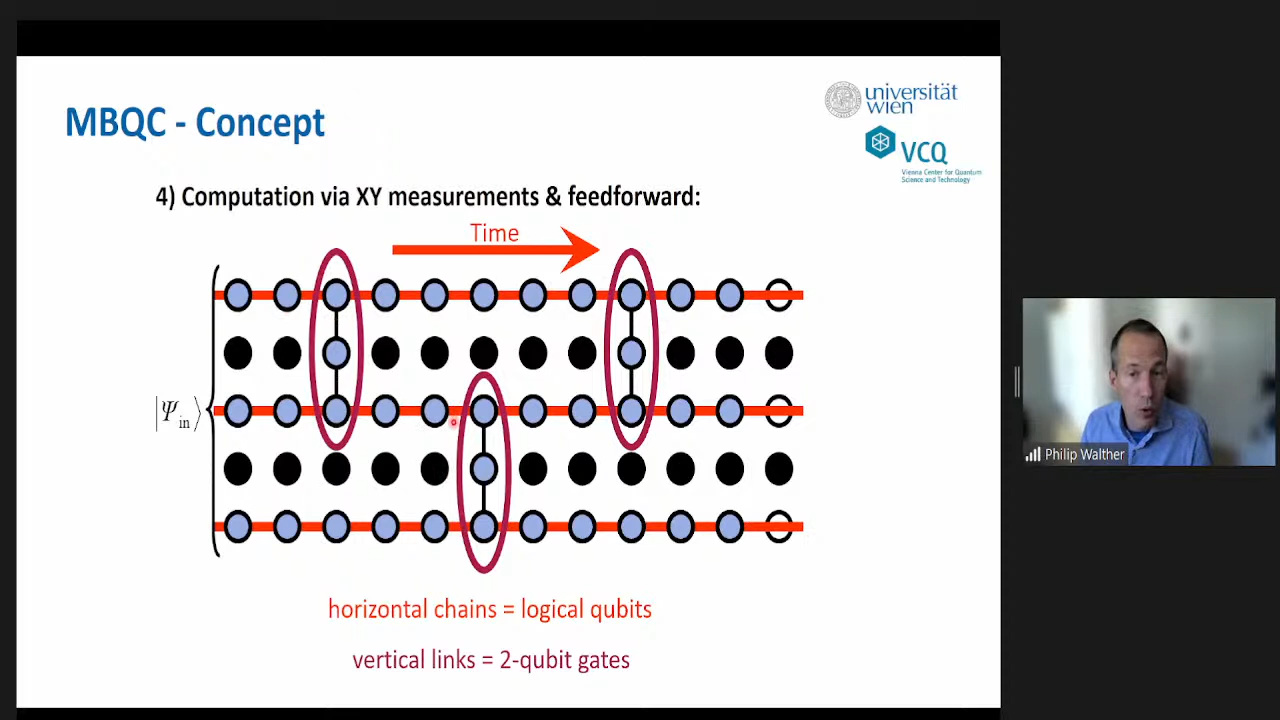 MBQC - Concept
universität
wien
VCQ
Vienna Center for Quantum
Science and Technology
4) Computation via XY measurements & feedforward:
Time
|Ψin⟩
horizontal chains = logical qubits
vertical links = 2-qubit gates
Philip Walther